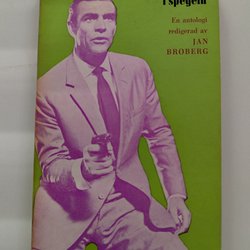 i spegeln
En antologi
redigerad av
JAN
BROBERG